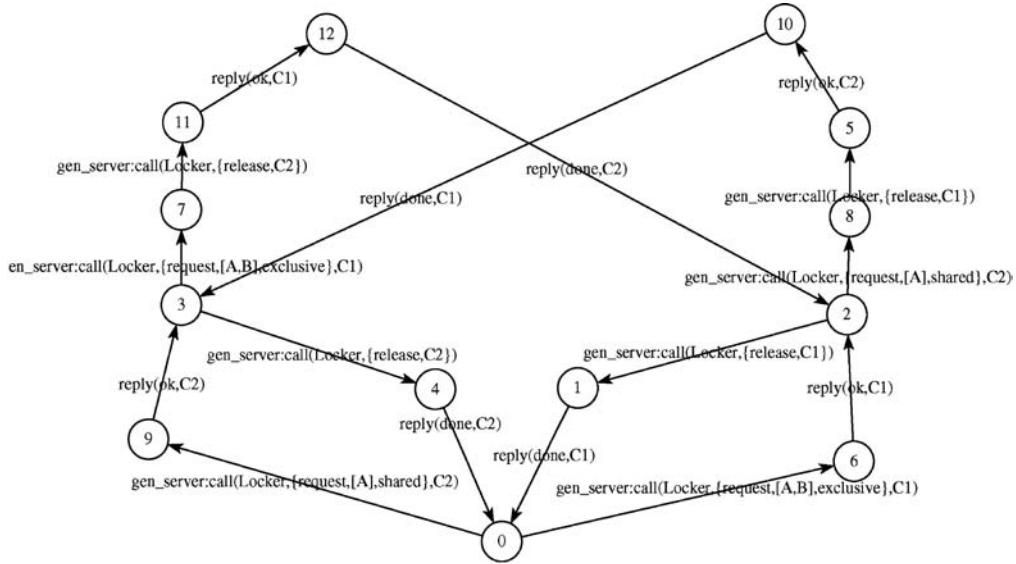 12
10
reply(ok,C1)
reply(ok,C2)
11
5
gen_server:call(Locker,{release,C2})
reply(done,C2)
reply(done,C1)
gen_server:call(Locker,{release,C1})
7
8
en_server:call(Locker,{request,[A,B],exclusive},C1)
gen_server:call(Locker,{request,[A],shared},C2)
3
2
gen_server:call(Locker,{release,C2})
gen_server:call(Locker,{release,C1})
reply(ok,C2)
4
1
reply(ok,C1)
reply(done,C2)
9
reply(done,C1)
6
gen_server:call(Locker,{request,[A],shared},C2)
gen_server:call(Locker,{request,[A,B],exclusive},C1)
0